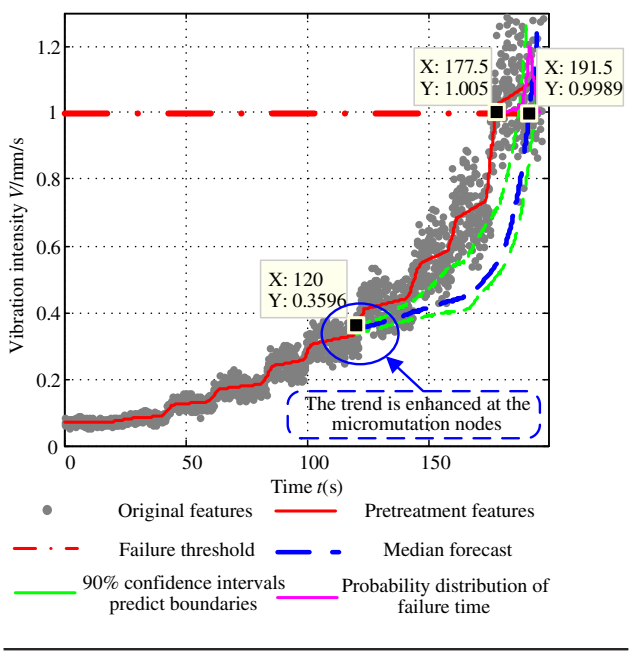 1.2
1
0.8
0.6
0.4
0.2
0
Vibration intensity V/mm/s
X: 177.5
Y: 1.005
X: 191.5
Y: 0.9989
X: 120
Y: 0.3596
The trend is enhanced at the
micromutation nodes
0
50
100
150
Time t(s)
Original features
Pretreatment features
Failure threshold
Median forecast
90% confidence intervals
predict boundaries
Probability distribution of
failure time